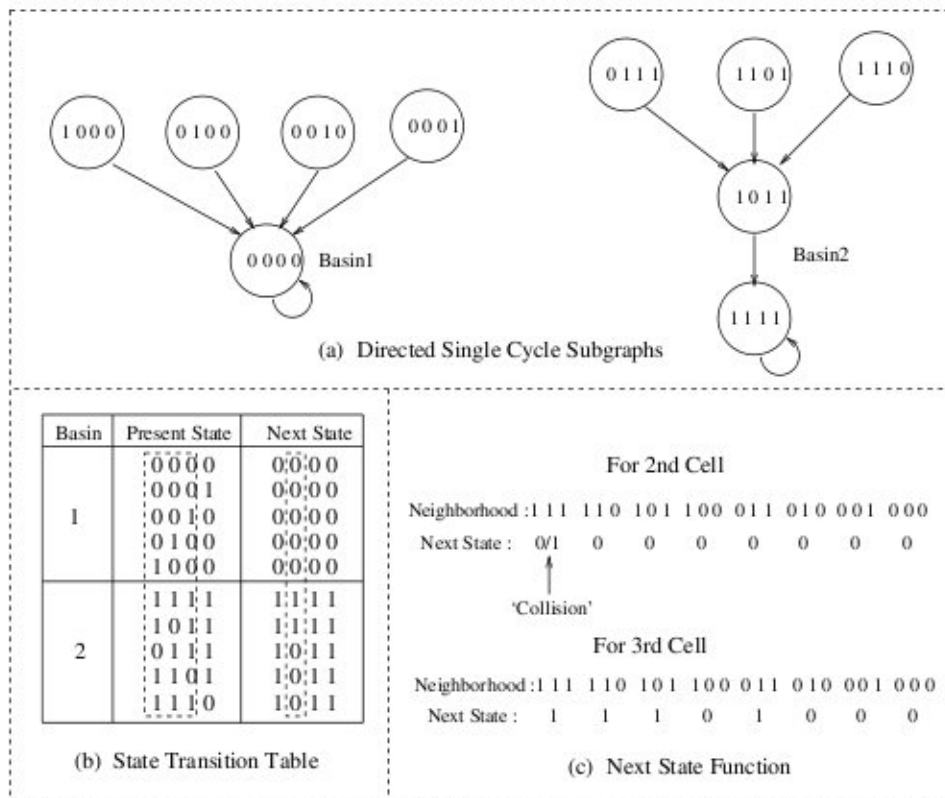 0 1 1 1 1 1 0 1 1 1 1 0
1 0 0 0 0 1 0 0 0 0 1 0 0 0 0 1
1 0 1 1
0 0 0 0 Basin1
Basin2
1 1 1 1
(a) Directed Single Cycle Subgraphs
Basin Present State Next State
1
0 0 0 0 0 0 0 0
0 0 0 1 0 0 0 0
0 0 1 0 0 0 0 0
0 1 0 0 0 0 0 0
1 0 0 0 0 0 0 0
2
1 1 1 1 1 1 1 1
1 0 1 1 1 1 1 1
0 1 1 1 1 0 1 1
1 1 0 1 1 0 1 1
1 1 1 0 1 0 1 1
(b) State Transition Table
For 2nd Cell
Neighborhood : 1 1 1 1 1 0 1 0 1 1 0 0 0 1 1 0 1 0 0 0 1 0 0 0
Next State : 0/1 0 0 0 0 0 0 0
‘Collision’
For 3rd Cell
Neighborhood : 1 1 1 1 1 0 1 0 1 1 0 0 0 1 1 0 1 0 0 0 1 0 0 0
Next State : 1 1 1 0 1 0 0 0
(c) Next State Function